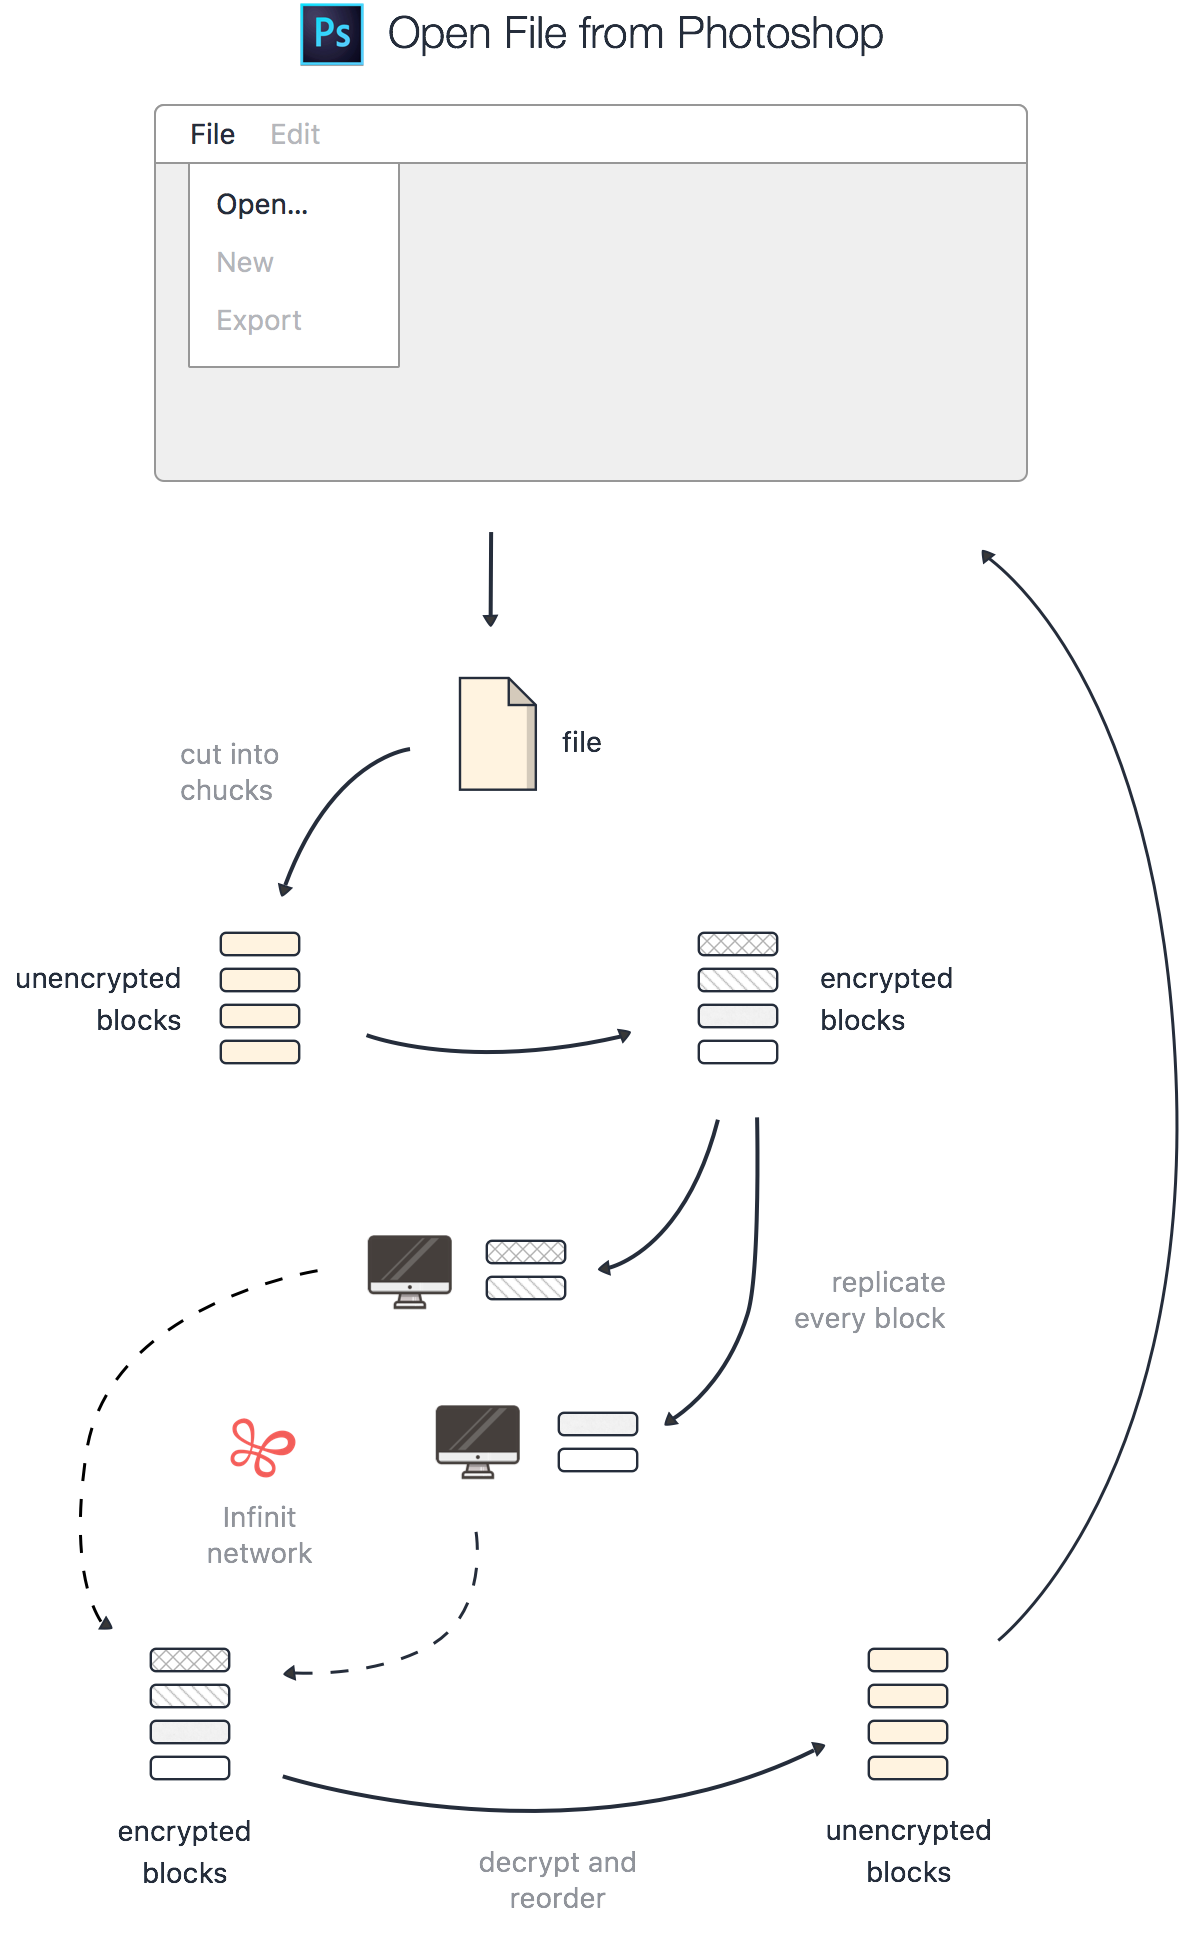 Ps Open File from Photoshop
File Edit
Open...
New
Export
file
cut into
chucks
unencrypted
blocks
encrypted
blocks
replicate
every block
Infinit
network
encrypted
blocks
decrypt and
reorder
unencrypted
blocks